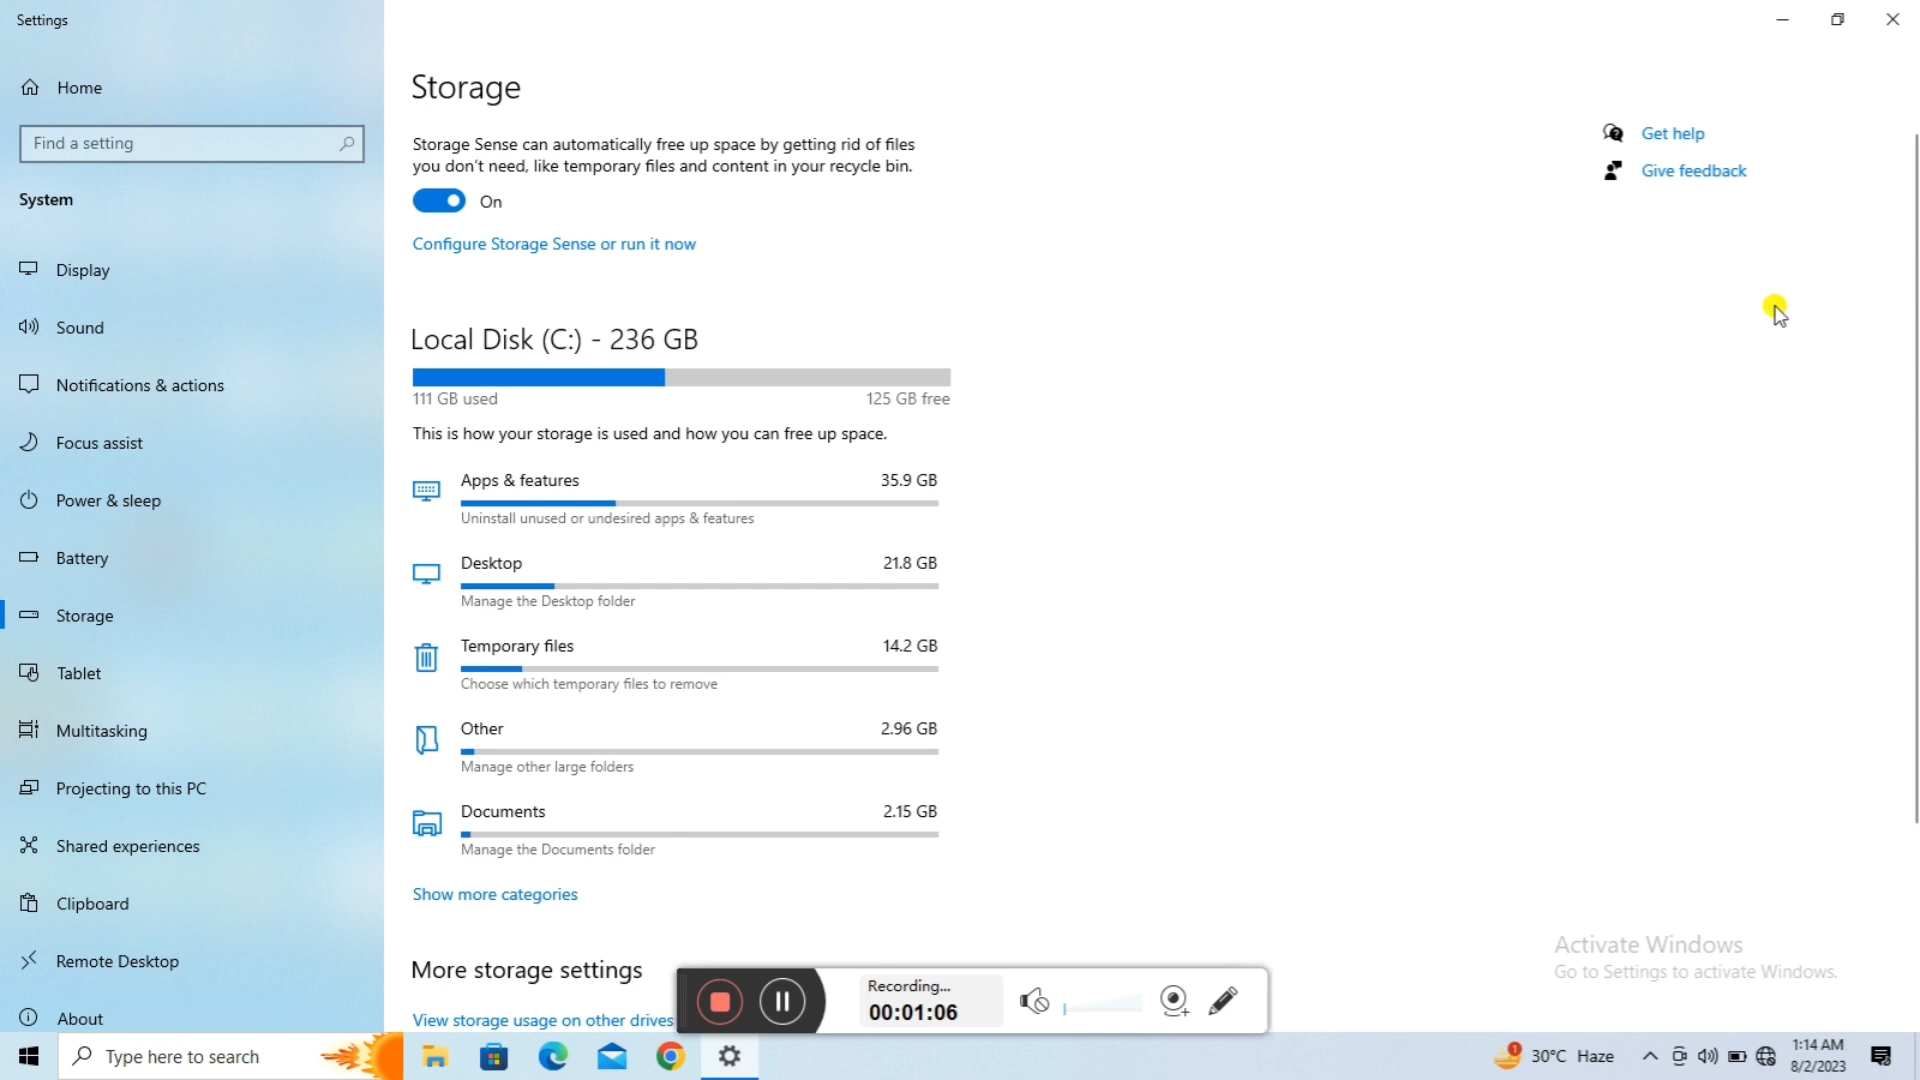 Settings
Home
Find a setting
System
Display
Sound
Notifications & actions
Focus assist
Power & sleep
Battery
Storage
Tablet
Multitasking
Projecting to this PC
Shared experiences
Clipboard
Remote Desktop
About
Storage
Storage Sense can automatically free up space by getting rid of files
you don't need, like temporary files and content in your recycle bin.
On
Configure Storage Sense or run it now
Local Disk (C:) - 236 GB
111 GB used
125 GB free
This is how your storage is used and how you can free up space.
Apps & features
35.9 GB
Uninstall unused or undesired apps & features
Desktop
21.8 GB
Manage the Desktop folder
Temporary files
14.2 GB
Choose which temporary files to remove
Other
2.96 GB
Manage other large folders
Documents
2.15 GB
Manage the Documents folder
Show more categories
More storage settings
View storage usage on other drives
Get help
Give feedback
Activate Windows
Go to Settings to activate Windows.
Recording...
00:01:06
Type here to search
1
30°C Haze
1:14 AM
8/2/2023